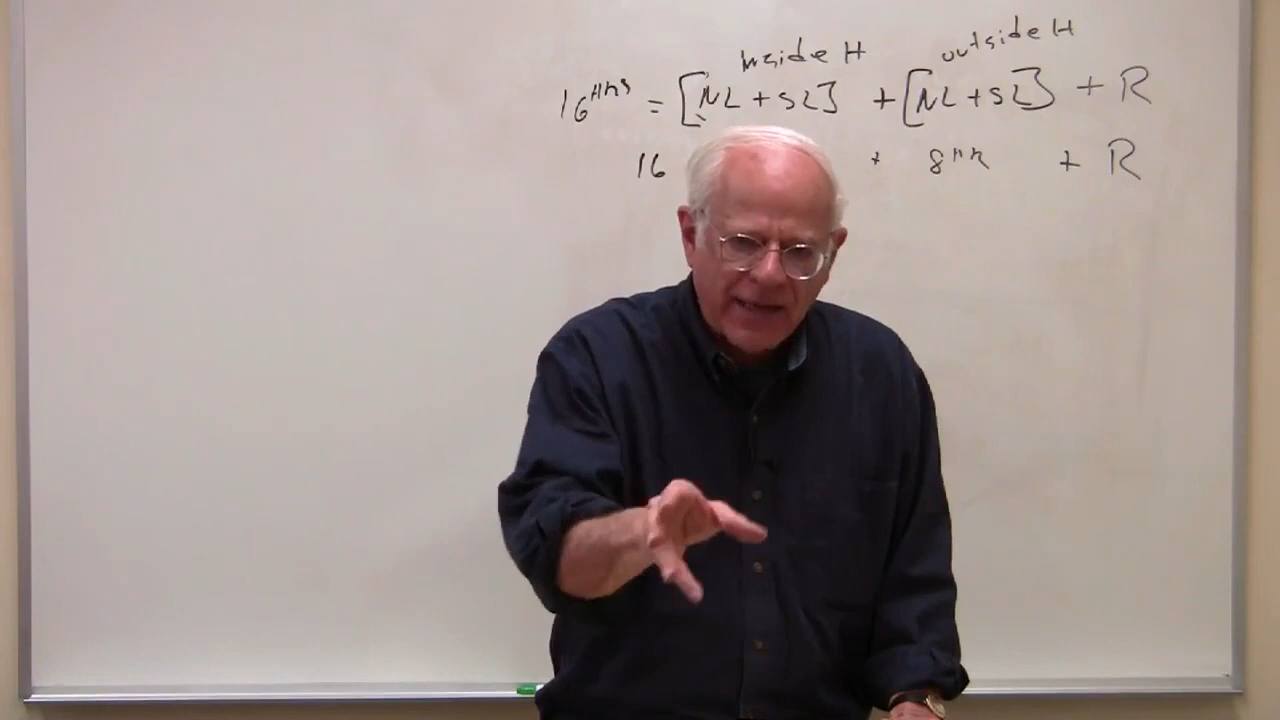 inside H outside H
16 Hrs = [NL + SL] + [NL + SL] + R
16 + 8 HR + R